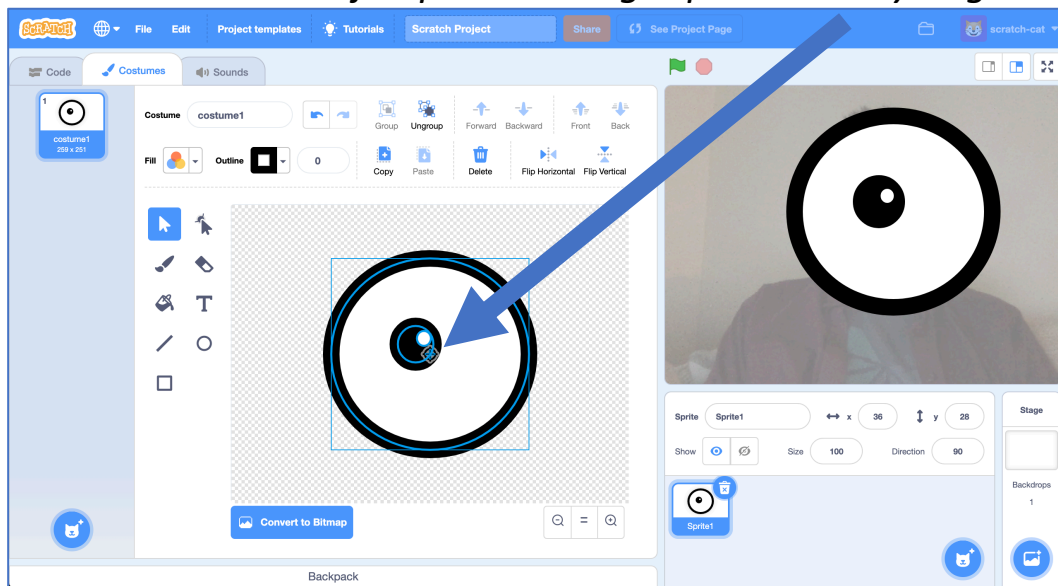 SCRATCH File Edit Project templates Tutorials Scratch Project Share See Project Page scratch-cat
Code Costumes Sounds
1
costume1
259 x 251
Costume costume1 Group Ungroup Forward Backward Front Back
Fill Outline 0 Copy Paste Delete Flip Horizontal Flip Vertical
T
Convert to Bitmap
=
Backpack
Sprite Sprite1 x 36 y 28
Show Size 100 Direction 90
Sprite1
Stage
Backdrops
1